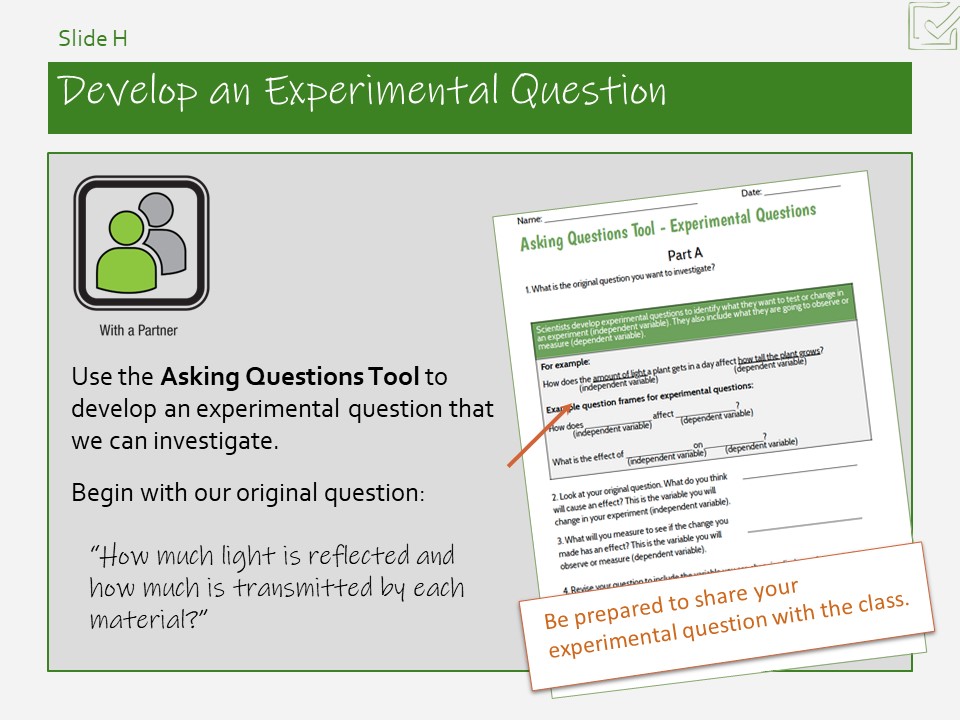 Slide H
Develop an Experimental Question
With a Partner
Use the Asking Questions Tool to
develop an experimental question that
we can investigate.
Begin with our original question:
“How much light is reflected and
how much is transmitted by each
material?”
Name: ____________ Date: ____________
Asking Questions Tool - Experimental Questions
Part A
1. What is the original question you want to investigate?
Scientists develop experimental questions to identify what they want to test or change in
an experiment (independent variable). They also include what they are going to observe or
measure (dependent variable).
For example:
How does the amount of light a plant gets in a day affect how tall the plant grows?
(independent variable) (dependent variable)
Example question frames for experimental questions:
How does ____________ affect ____________?
(independent variable) (dependent variable)
What is the effect of ____________ on ____________?
(independent variable) (dependent variable)
2. Look at your original question. What do you think
will cause an effect? This is the variable you will
change in your experiment (independent variable).
3. What will you measure to see if the change you
made has an effect? This is the variable you will
observe or measure (dependent variable).
4. Revise your question to include the variable you
Be prepared to share your
experimental question with the class.